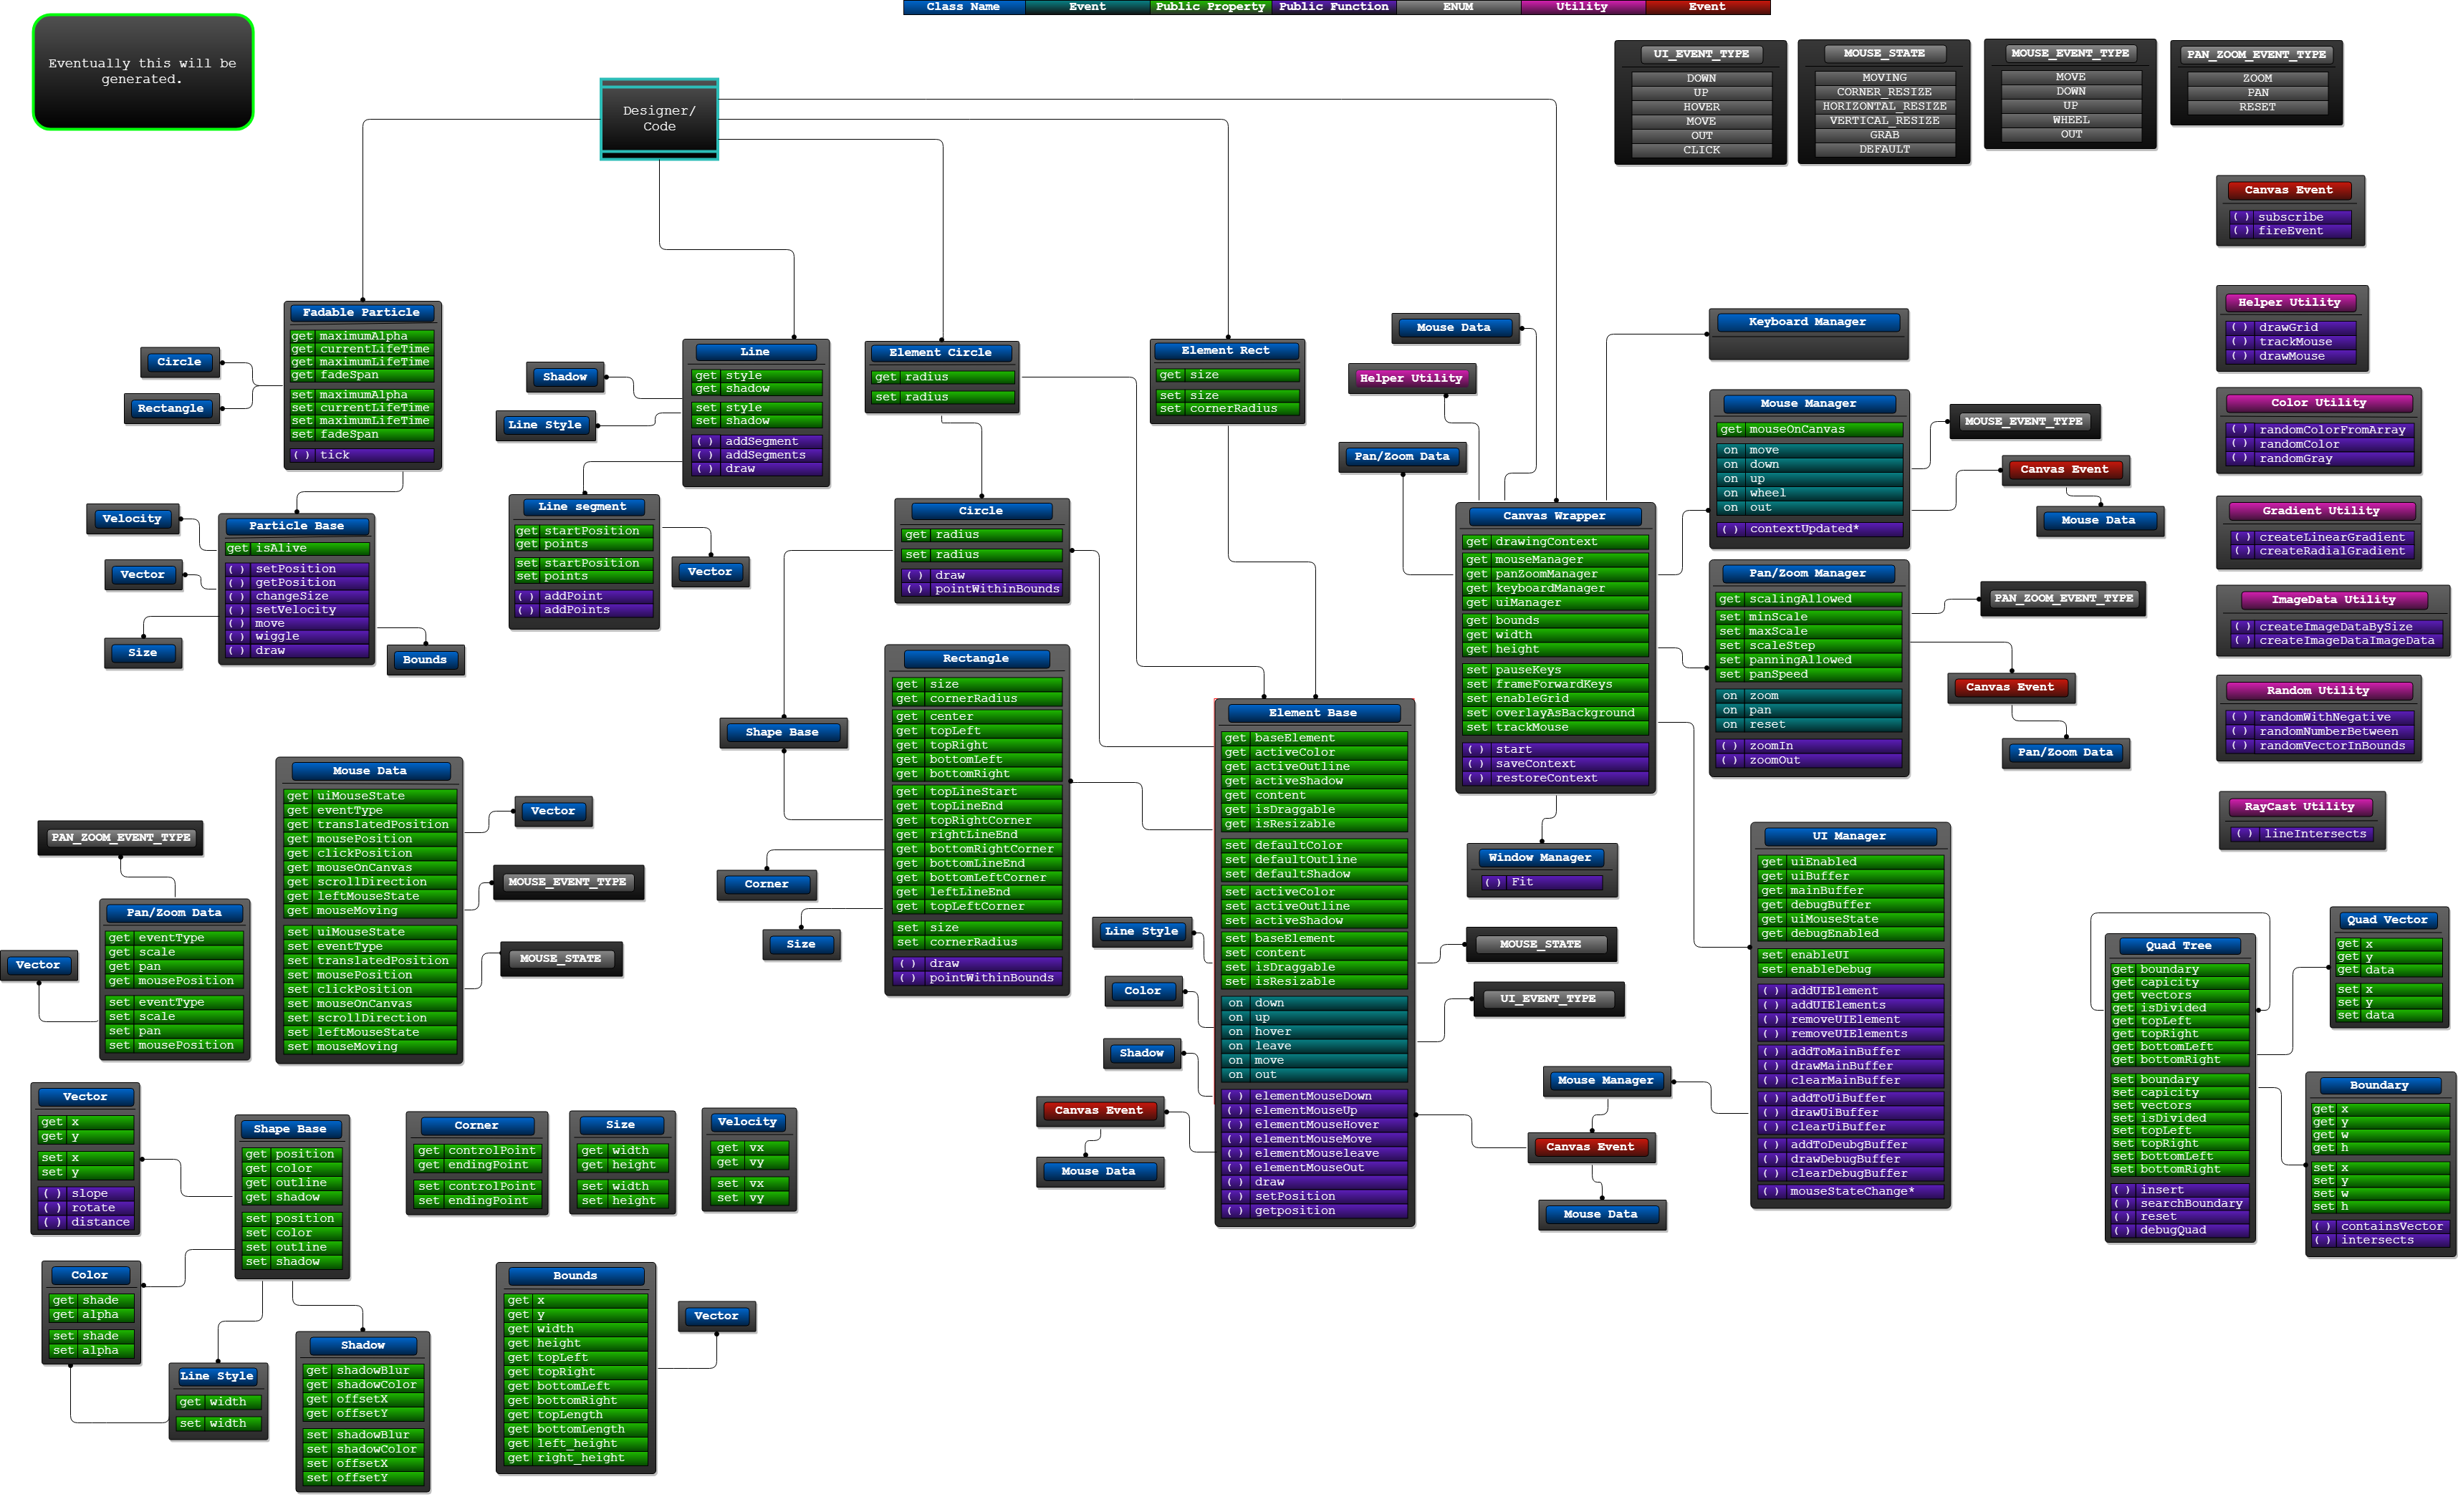 Class Name
Event
Public Property
Public Function
ENUM
Utility
Event
Eventually this will be
generated.
Designer/
Code
UI_EVENT_TYPE
DOWN
UP
HOVER
MOVE
OUT
CLICK
MOUSE_STATE
MOVING
CORNER_RESIZE
HORIZONTAL_RESIZE
VERTICAL_RESIZE
GRAB
DEFAULT
MOUSE_EVENT_TYPE
MOVE
DOWN
UP
WHEEL
OUT
PAN_ZOOM_EVENT_TYPE
ZOOM
PAN
RESET
Canvas Event
( ) subscribe
( ) fireEvent
Helper Utility
( ) drawGrid
( ) trackMouse
( ) drawMouse
Color Utility
( ) randomColorFromArray
( ) randomColor
( ) randomGray
Gradient Utility
( ) createLinearGradient
( ) createRadialGradient
ImageData Utility
( ) createImageDataBySize
( ) createImageDataImageData
Random Utility
( ) randomWithNegative
( ) randomNumberBetween
( ) randomVectorInBounds
RayCast Utility
( ) lineIntersects
Fadable Particle
get maximumAlpha
get currentLifeTime
get maximumLifeTime
get fadeSpan
set maximumAlpha
set currentLifeTime
set maximumLifeTime
set fadeSpan
( ) tick
Circle
Rectangle
Velocity
Vector
Size
Bounds
Particle Base
get isAlive
( ) setPosition
( ) getPosition
( ) changeSize
( ) setVelocity
( ) move
( ) wiggle
( ) draw
Shadow
Line Style
Line
get style
get shadow
set style
set shadow
( ) addSegment
( ) addSegments
( ) draw
Line segment
get startPosition
get points
set startPosition
set points
( ) addPoint
( ) addPoints
Vector
Element Circle
get radius
set radius
Element Rect
get size
set size
set cornerRadius
Circle
get radius
set radius
( ) draw
( ) pointWithinBounds
Rectangle
get size
get cornerRadius
get center
get topLeft
get topRight
get bottomLeft
get bottomRight
get topLineStart
get topLineEnd
get topRightCorner
get rightLineEnd
get bottomRightCorner
get bottomLineEnd
get bottomLeftCorner
get leftLineEnd
get topLeftCorner
set size
set cornerRadius
( ) draw
( ) pointWithinBounds
Shape Base
Corner
Size
Mouse Data
Helper Utility
Pan/Zoom Data
Canvas Wrapper
get drawingContext
get mouseManager
get panZoomManager
get keyboardManager
get uiManager
get bounds
get width
get height
set pauseKeys
set frameForwardKeys
set enableGrid
set overlayAsBackground
set trackMouse
( ) start
( ) saveContext
( ) restoreContext
Window Manager
( ) Fit
Keyboard Manager
Mouse Manager
get mouseOnCanvas
on move
on down
on up
on wheel
on out
( ) contextUpdated*
MOUSE_EVENT_TYPE
Canvas Event
Mouse Data
Pan/Zoom Manager
get scalingAllowed
set minScale
set maxScale
set scaleStep
set panningAllowed
set panSpeed
on zoom
on pan
on reset
( ) zoomIn
( ) zoomOut
PAN_ZOOM_EVENT_TYPE
Canvas Event
Pan/Zoom Data
Element Base
get baseElement
get activeColor
get activeOutline
get activeShadow
get content
get isDraggable
get isResizable
set defaultColor
set defaultOutline
set defaultShadow
set activeColor
set activeOutline
set activeShadow
set baseElement
set content
set isDraggable
set isResizable
on down
on up
on hover
on leave
on move
on out
( ) elementMouseDown
( ) elementMouseUp
( ) elementMouseHover
( ) elementMouseMove
( ) elementMouseleave
( ) elementMouseOut
( ) draw
( ) setPosition
( ) getposition
Line Style
Color
Shadow
Canvas Event
Mouse Data
MOUSE_STATE
UI_EVENT_TYPE
Mouse Manager
Canvas Event
Mouse Data
UI Manager
get uiEnabled
get uiBuffer
get mainBuffer
get debugBuffer
get uiMouseState
get debugEnabled
set enableUI
set enableDebug
( ) addUIElement
( ) addUIElements
( ) removeUIElement
( ) removeUIElements
( ) addToMainBuffer
( ) drawMainBuffer
( ) clearMainBuffer
( ) addToUiBuffer
( ) drawUiBuffer
( ) clearUiBuffer
( ) addToDeubgBuffer
( ) drawDebugBuffer
( ) clearDebugBuffer
( ) mouseStateChange*
Quad Tree
get boundary
get capicity
get vectors
get isDivided
get topLeft
get topRight
get bottomLeft
get bottomRight
set boundary
set capicity
set vectors
set isDivided
set topLeft
set topRight
set bottomLeft
set bottomRight
( ) insert
( ) searchBoundary
( ) reset
( ) debugQuad
Quad Vector
get x
get y
get data
set x
set y
set data
Boundary
get x
get y
get w
get h
set x
set y
set w
set h
( ) containsVector
( ) intersects
Mouse Data
get uiMouseState
get eventType
get translatedPosition
get mousePosition
get clickPosition
get mouseOnCanvas
get scrollDirection
get leftMouseState
get mouseMoving
set uiMouseState
set eventType
set translatedPosition
set mousePosition
set clickPosition
set mouseOnCanvas
set scrollDirection
set leftMouseState
set mouseMoving
Vector
MOUSE_EVENT_TYPE
MOUSE_STATE
PAN_ZOOM_EVENT_TYPE
Pan/Zoom Data
get eventType
get scale
get pan
get mousePosition
set eventType
set scale
set pan
set mousePosition
Vector
Vector
get x
get y
set x
set y
( ) slope
( ) rotate
( ) distance
Shape Base
get position
get color
get outline
get shadow
set position
set color
set outline
set shadow
Corner
get controlPoint
get endingPoint
set controlPoint
set endingPoint
Size
get width
get height
set width
set height
Velocity
get vx
get vy
set vx
set vy
Color
get shade
get alpha
set shade
set alpha
Line Style
get width
set width
Shadow
get shadowBlur
get shadowColor
get offsetX
get offsetY
set shadowBlur
set shadowColor
set offsetX
set offsetY
Bounds
get x
get y
get width
get height
get topLeft
get topRight
get bottomLeft
get bottomRight
get topLength
get bottomLength
get left_height
get right_height
Vector